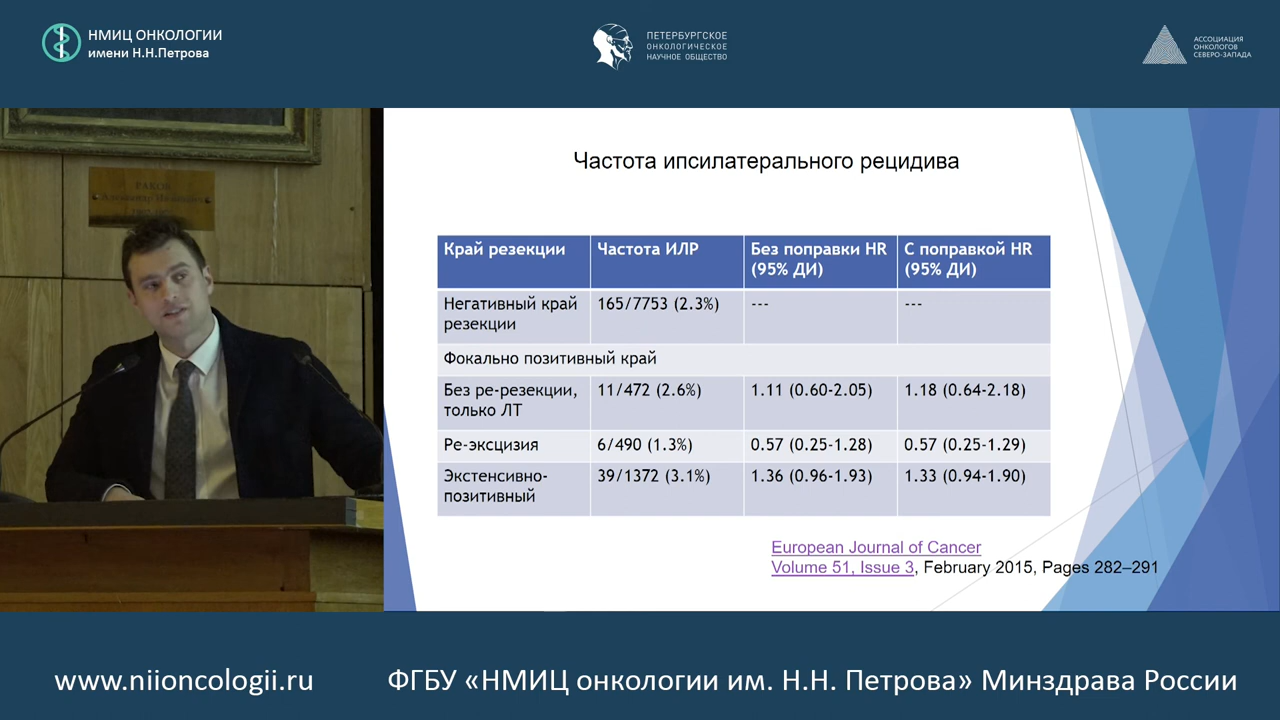 НМИЦ ОНКОЛОГИИ
имени Н.Н.Петрова
ПЕТЕРБУРГСКОЕ
ОНКОЛОГИЧЕСКОЕ
НАУЧНОЕ ОБЩЕСТВО
АССОЦИАЦИЯ
ОНКОЛОГОВ
СЕВЕРО-ЗАПАДА
РАКОВ
Частота ипсилатерального рецидива
Край резекции Частота ИЛР Без поправки HR (95% ДИ) С поправкой HR (95% ДИ)
Негативный край резекции 165/7753 (2.3%) --- ---
Фокально позитивный край
Без ре-резекции, только ЛТ 11/472 (2.6%) 1.11 (0.60-2.05) 1.18 (0.64-2.18)
Ре-эксцизия 6/490 (1.3%) 0.57 (0.25-1.28) 0.57 (0.25-1.29)
Экстенсивно-позитивный 39/1372 (3.1%) 1.36 (0.96-1.93) 1.33 (0.94-1.90)
European Journal of Cancer
Volume 51, Issue 3, February 2015, Pages 282–291
www.niioncologii.ru ФГБУ «НМИЦ онкологии им. Н.Н. Петрова» Минздрава России